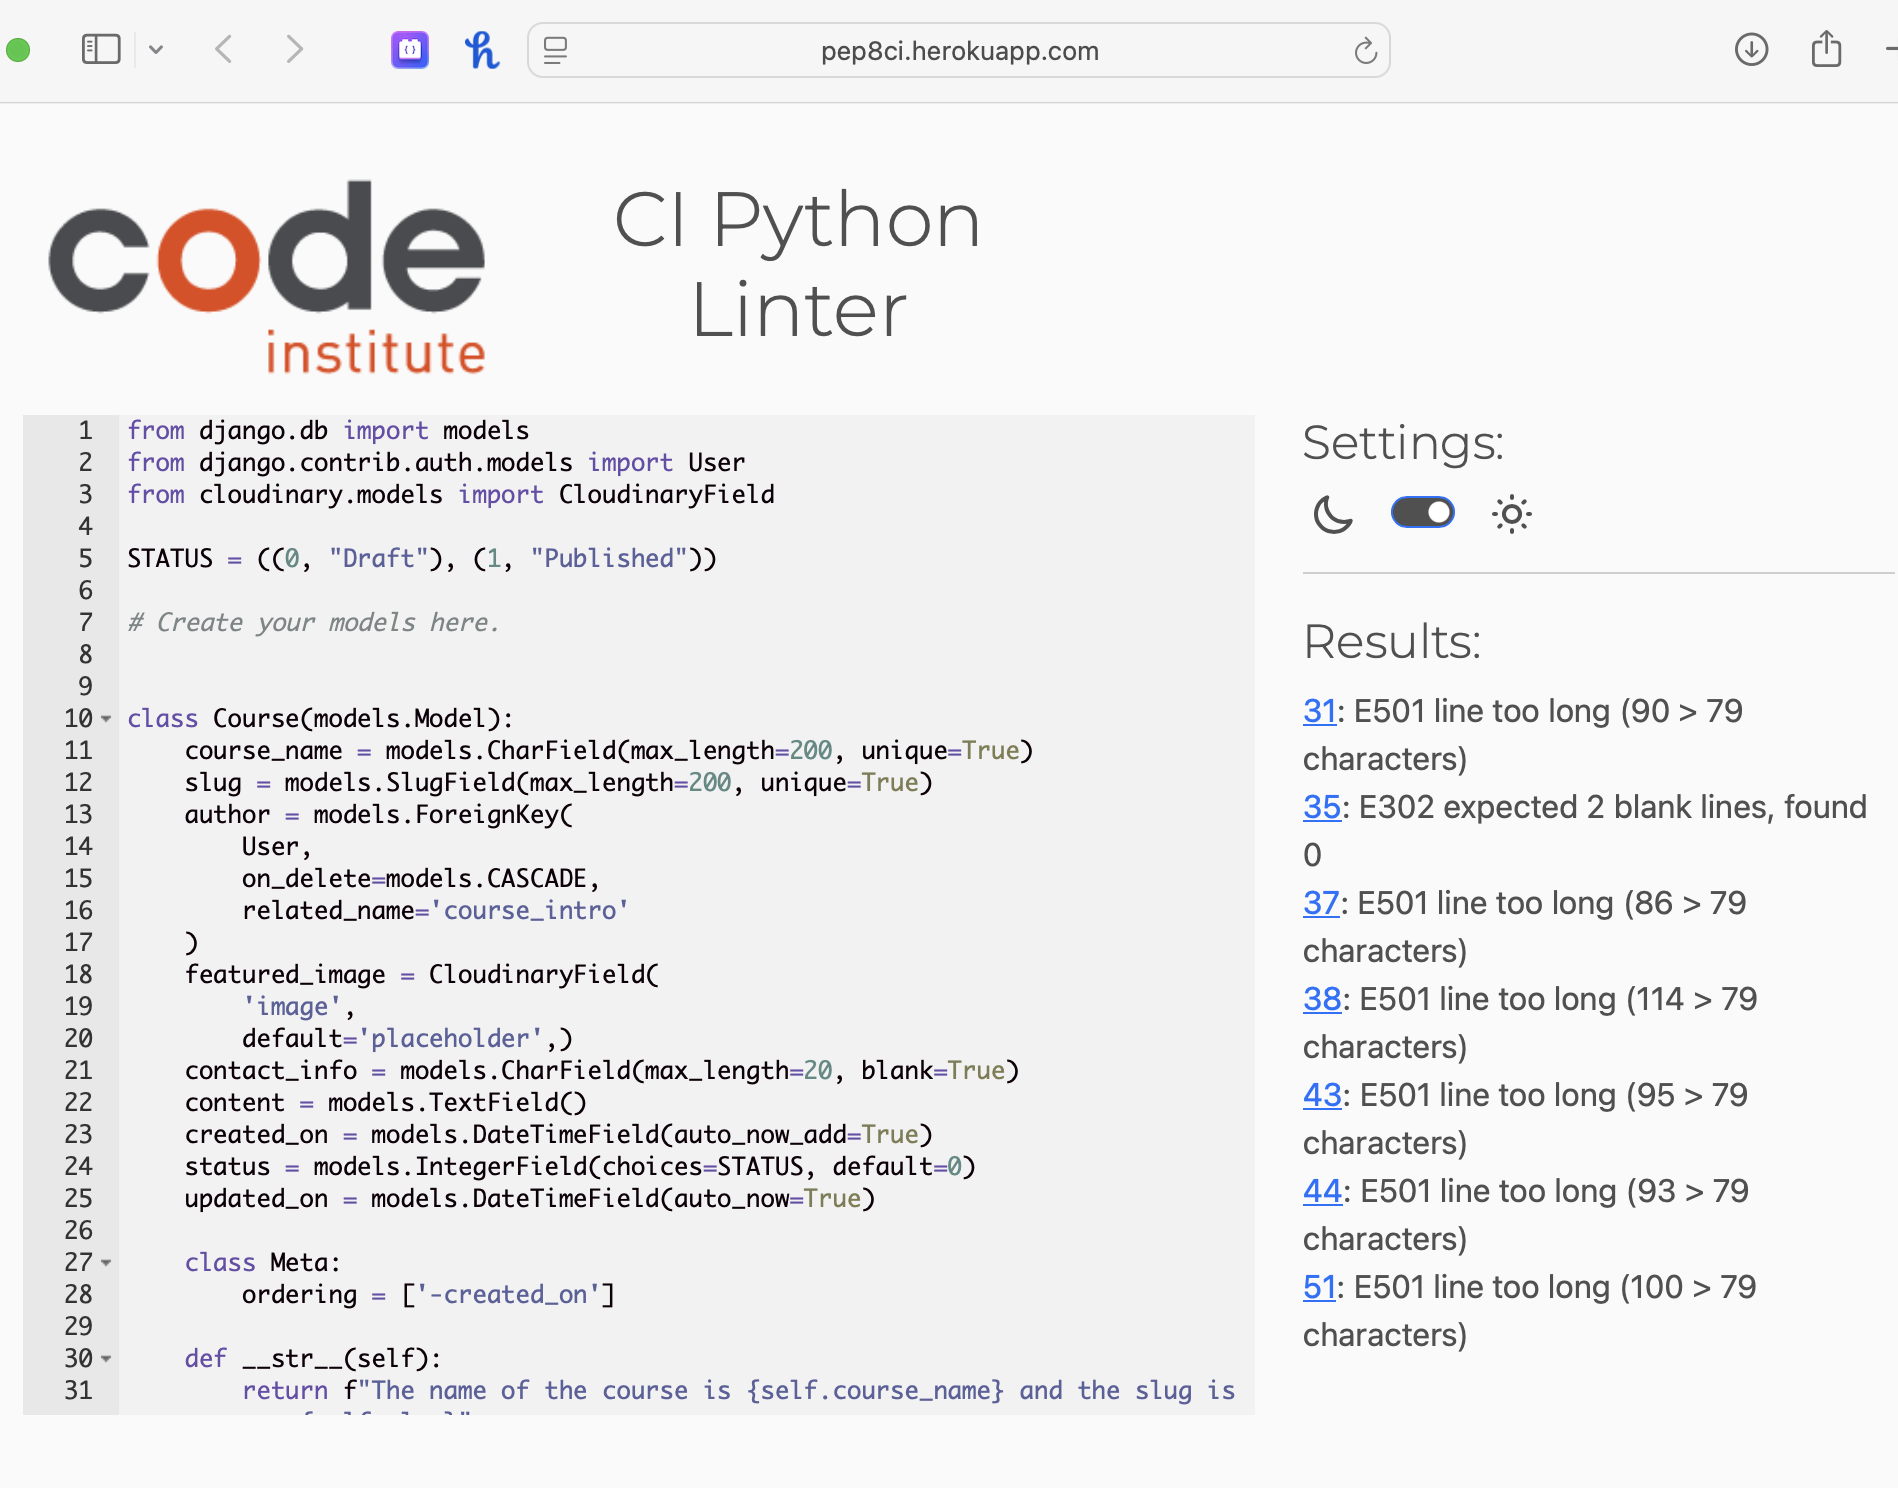 pep8ci.herokuapp.com
code
institute
CI Python
Linter
1 from django.db import models
2 from django.contrib.auth.models import User
3 from cloudinary.models import CloudinaryField
4
5 STATUS = ((0, "Draft"), (1, "Published"))
6
7 # Create your models here.
8
9
10 class Course(models.Model):
11     course_name = models.CharField(max_length=200, unique=True)
12     slug = models.SlugField(max_length=200, unique=True)
13     author = models.ForeignKey(
14         User,
15         on_delete=models.CASCADE,
16         related_name='course_intro'
17     )
18     featured_image = CloudinaryField(
19         'image',
20         default='placeholder',)
21     contact_info = models.CharField(max_length=20, blank=True)
22     content = models.TextField()
23     created_on = models.DateTimeField(auto_now_add=True)
24     status = models.IntegerField(choices=STATUS, default=0)
25     updated_on = models.DateTimeField(auto_now=True)
26
27     class Meta:
28         ordering = ['-created_on']
29
30     def __str__(self):
31         return f"The name of the course is {self.course_name} and the slug is
Settings:
Results:
31: E501 line too long (90 > 79
characters)
35: E302 expected 2 blank lines, found
0
37: E501 line too long (86 > 79
characters)
38: E501 line too long (114 > 79
characters)
43: E501 line too long (95 > 79
characters)
44: E501 line too long (93 > 79
characters)
51: E501 line too long (100 > 79
characters)